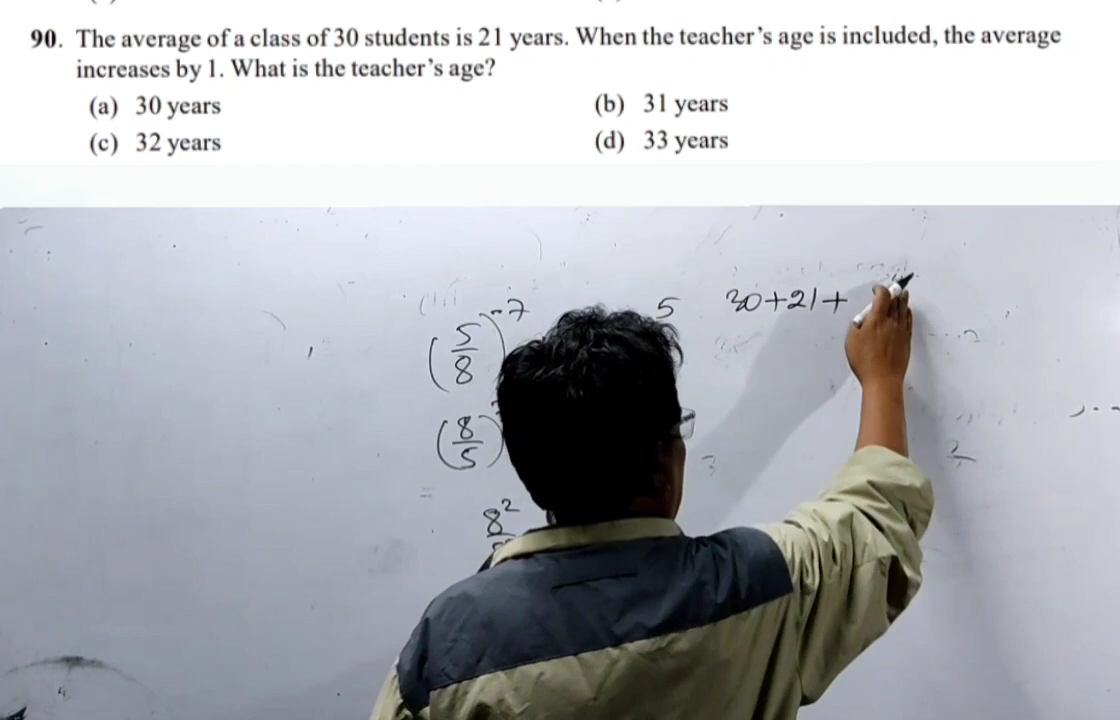 90. The average of a class of 30 students is 21 years. When the teacher's age is included, the average
increases by 1. What is the teacher's age?
(a) 30 years
(b) 31 years
(c) 32 years
(d) 33 years
(5/8)^-7
5
30+21+
(8/5)
=
8²